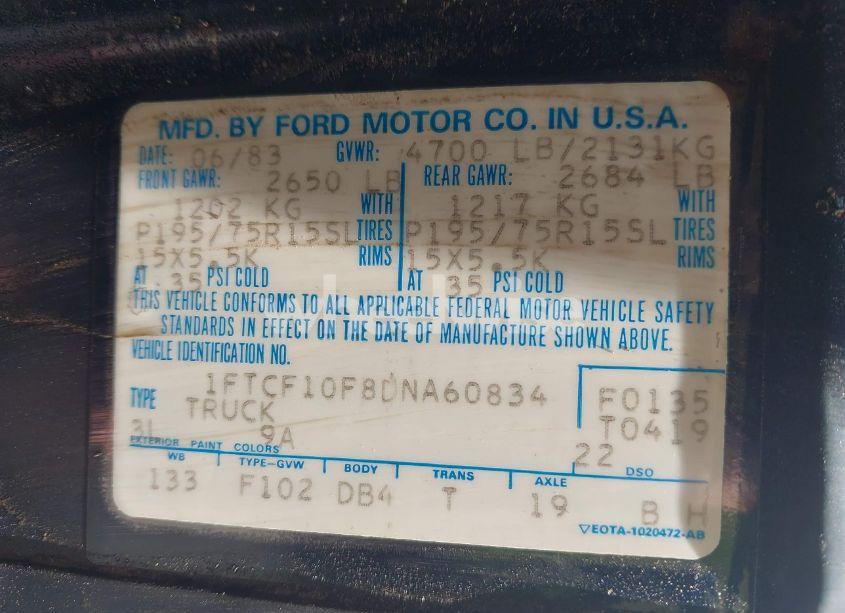 MFD. BY FORD MOTOR CO. IN U.S.A.
DATE: 06/83 GVWR: 4700 LB/2131KG
FRONT GAWR: 2650 LB REAR GAWR: 2684 LB
1202 KG WITH 1217 KG WITH
P195/75R15SL TIRES P195/75R15SL TIRES
15X5.5K RIMS 15X5.5K RIMS
AT 35 PSI COLD AT 35 PSI COLD
THIS VEHICLE CONFORMS TO ALL APPLICABLE FEDERAL MOTOR VEHICLE SAFETY
STANDARDS IN EFFECT ON THE DATE OF MANUFACTURE SHOWN ABOVE.
VEHICLE IDENTIFICATION NO.
1FTCF10F8DNA60834 F0135
TYPE TRUCK T0419
9A
EXTERIOR PAINT COLORS 22 DSO
WB TYPE-GVW BODY TRANS AXLE
133 F102 DB4 T 19 B H
▽EOTA-1020472-AB